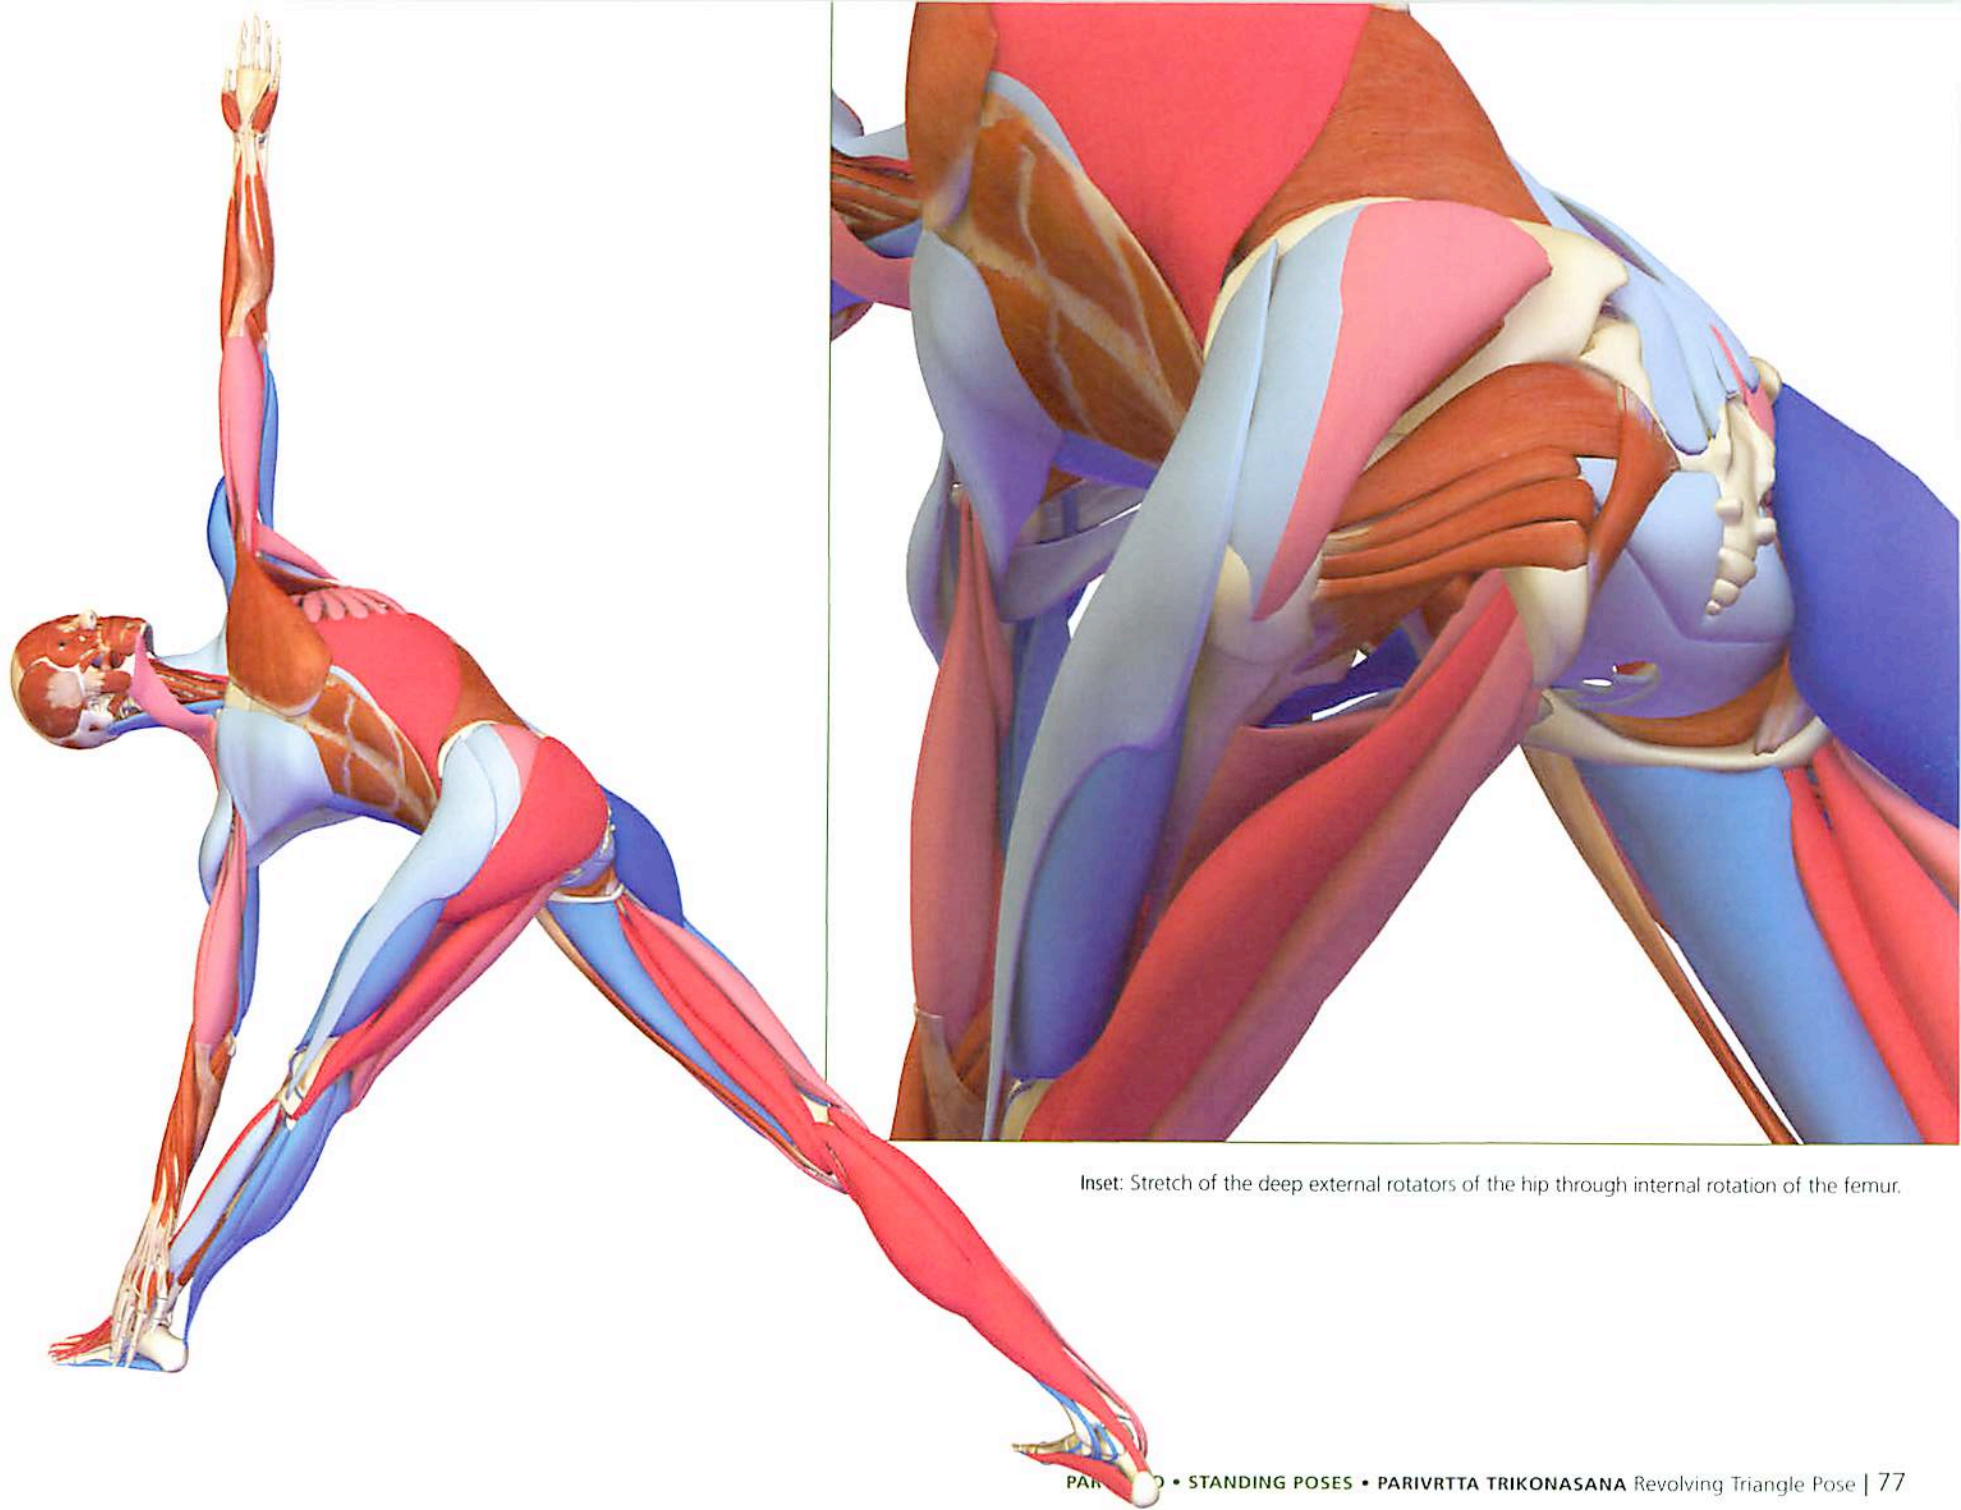 Inset: Stretch of the deep external rotators of the hip through internal rotation of the femur.
• STANDING POSES • PARIVRTTA TRIKONASANA Revolving Triangle Pose | 77